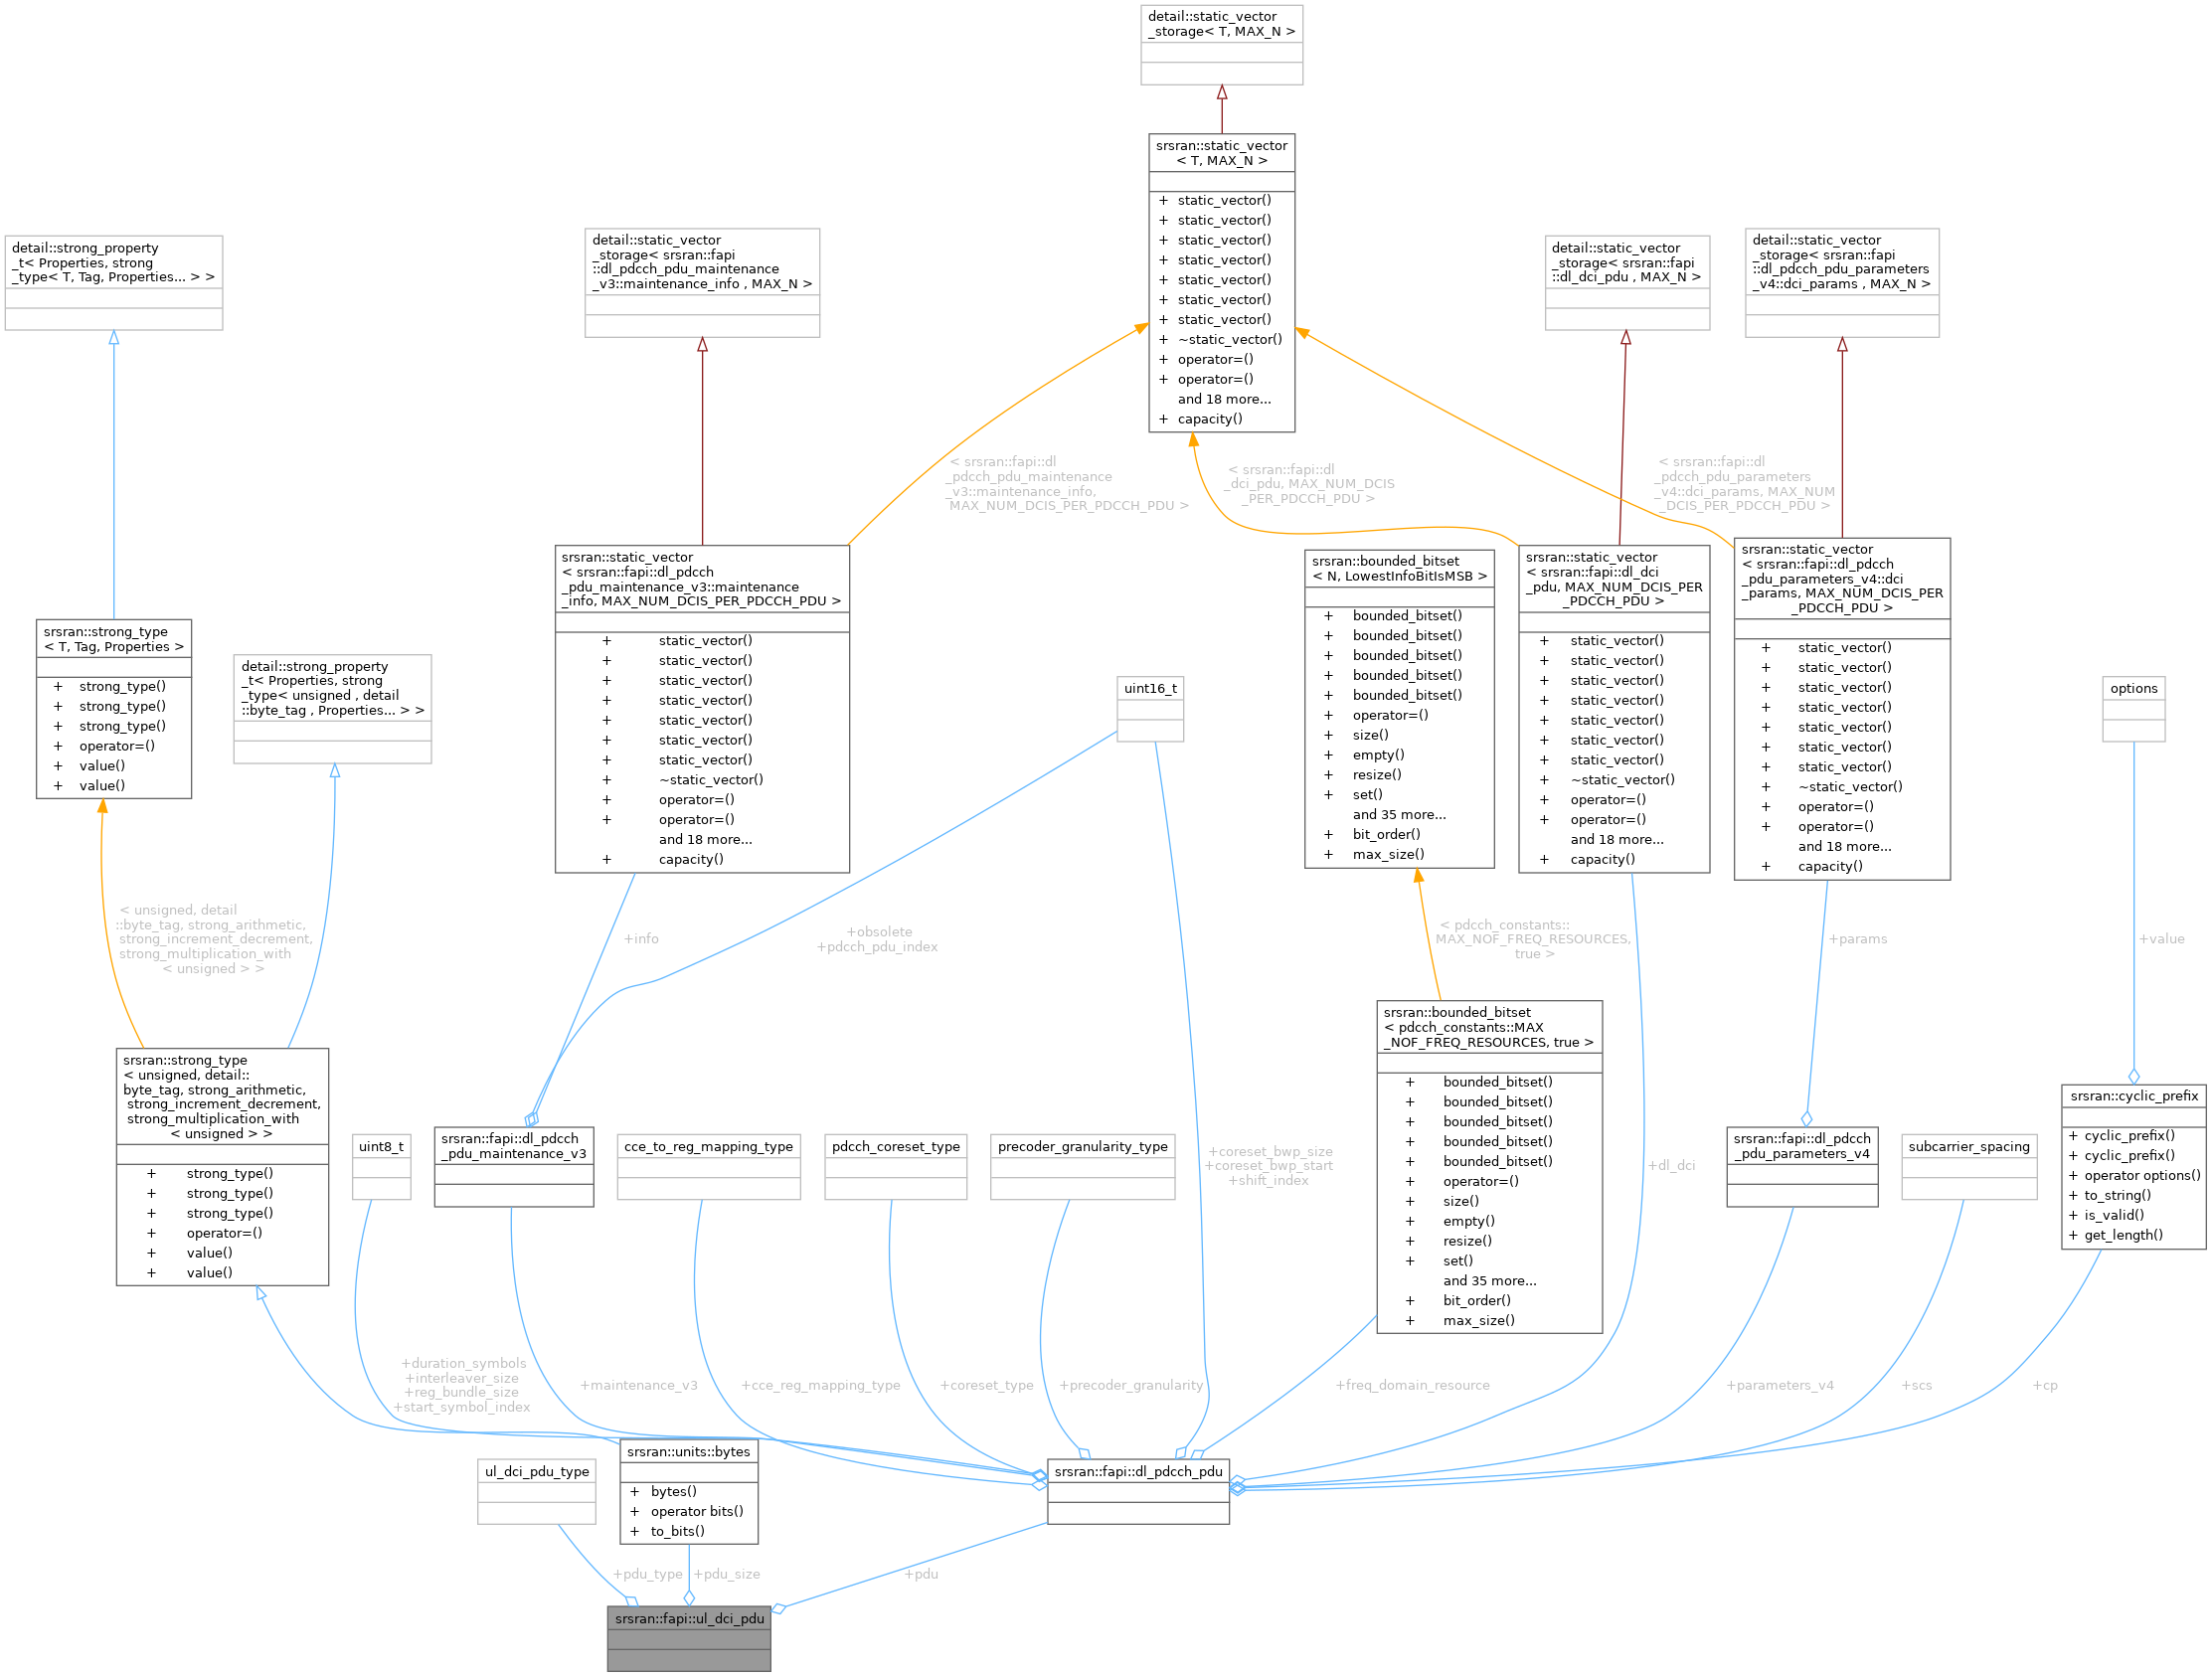 detail::static_vector
_storage< T, MAX_N >
srsran::static_vector
< T, MAX_N >
+ static_vector()
+ static_vector()
+ static_vector()
+ static_vector()
+ static_vector()
+ static_vector()
+ static_vector()
+ ~static_vector()
+ operator=()
+ operator=()
and 18 more...
+ capacity()
detail::strong_property
_t< Properties, strong
_type< T, Tag, Properties... > >
detail::static_vector
_storage< srsran::fapi
::dl_pdcch_pdu_maintenance
_v3::maintenance_info , MAX_N >
detail::static_vector
_storage< srsran::fapi
::dl_dci_pdu , MAX_N >
detail::static_vector
_storage< srsran::fapi
::dl_pdcch_pdu_parameters
_v4::dci_params , MAX_N >
< srsran::fapi::dl
_pdcch_pdu_maintenance
_v3::maintenance_info,
MAX_NUM_DCIS_PER_PDCCH_PDU >
< srsran::fapi::dl
_dci_pdu, MAX_NUM_DCIS
_PER_PDCCH_PDU >
< srsran::fapi::dl
_pdcch_pdu_parameters
_v4::dci_params, MAX_NUM
_DCIS_PER_PDCCH_PDU >
srsran::strong_type
< T, Tag, Properties >
+ strong_type()
+ strong_type()
+ strong_type()
+ operator=()
+ value()
+ value()
detail::strong_property
_t< Properties, strong
_type< unsigned , detail
::byte_tag , Properties... > >
srsran::static_vector
< srsran::fapi::dl_pdcch
_pdu_maintenance_v3::maintenance
_info, MAX_NUM_DCIS_PER_PDCCH_PDU >
+ static_vector()
+ static_vector()
+ static_vector()
+ static_vector()
+ static_vector()
+ static_vector()
+ static_vector()
+ ~static_vector()
+ operator=()
+ operator=()
and 18 more...
+ capacity()
uint16_t
srsran::bounded_bitset
< N, LowestInfoBitIsMSB >
+ bounded_bitset()
+ bounded_bitset()
+ bounded_bitset()
+ bounded_bitset()
+ bounded_bitset()
+ operator=()
+ size()
+ empty()
+ resize()
+ set()
and 35 more...
+ bit_order()
+ max_size()
srsran::static_vector
< srsran::fapi::dl_dci
_pdu, MAX_NUM_DCIS_PER
_PDCCH_PDU >
+ static_vector()
+ static_vector()
+ static_vector()
+ static_vector()
+ static_vector()
+ static_vector()
+ static_vector()
+ ~static_vector()
+ operator=()
+ operator=()
and 18 more...
+ capacity()
srsran::static_vector
< srsran::fapi::dl_pdcch
_pdu_parameters_v4::dci
_params, MAX_NUM_DCIS_PER
_PDCCH_PDU >
+ static_vector()
+ static_vector()
+ static_vector()
+ static_vector()
+ static_vector()
+ static_vector()
+ static_vector()
+ ~static_vector()
+ operator=()
+ operator=()
and 18 more...
+ capacity()
options
< unsigned, detail
::byte_tag, strong_arithmetic,
strong_increment_decrement,
strong_multiplication_with
< unsigned > >
+info
+obsolete
+pdcch_pdu_index
< pdcch_constants::
MAX_NOF_FREQ_RESOURCES,
true >
+params
+value
srsran::strong_type
< unsigned, detail::
byte_tag, strong_arithmetic,
strong_increment_decrement,
strong_multiplication_with
< unsigned > >
+ strong_type()
+ strong_type()
+ strong_type()
+ operator=()
+ value()
+ value()
uint8_t
srsran::fapi::dl_pdcch
_pdu_maintenance_v3
cce_to_reg_mapping_type
pdcch_coreset_type
precoder_granularity_type
+coreset_bwp_size
+coreset_bwp_start
+shift_index
srsran::bounded_bitset
< pdcch_constants::MAX
_NOF_FREQ_RESOURCES, true >
+ bounded_bitset()
+ bounded_bitset()
+ bounded_bitset()
+ bounded_bitset()
+ bounded_bitset()
+ operator=()
+ size()
+ empty()
+ resize()
+ set()
and 35 more...
+ bit_order()
+ max_size()
+dl_dci
srsran::fapi::dl_pdcch
_pdu_parameters_v4
subcarrier_spacing
srsran::cyclic_prefix
+ cyclic_prefix()
+ cyclic_prefix()
+ operator options()
+ to_string()
+ is_valid()
+ get_length()
+duration_symbols
+interleaver_size
+reg_bundle_size
+start_symbol_index
+maintenance_v3
+cce_reg_mapping_type
+coreset_type
+precoder_granularity
+freq_domain_resource
+parameters_v4
+scs
+cp
ul_dci_pdu_type
srsran::units::bytes
+ bytes()
+ operator bits()
+ to_bits()
srsran::fapi::dl_pdcch_pdu
+pdu_type
+pdu_size
+pdu
srsran::fapi::ul_dci_pdu